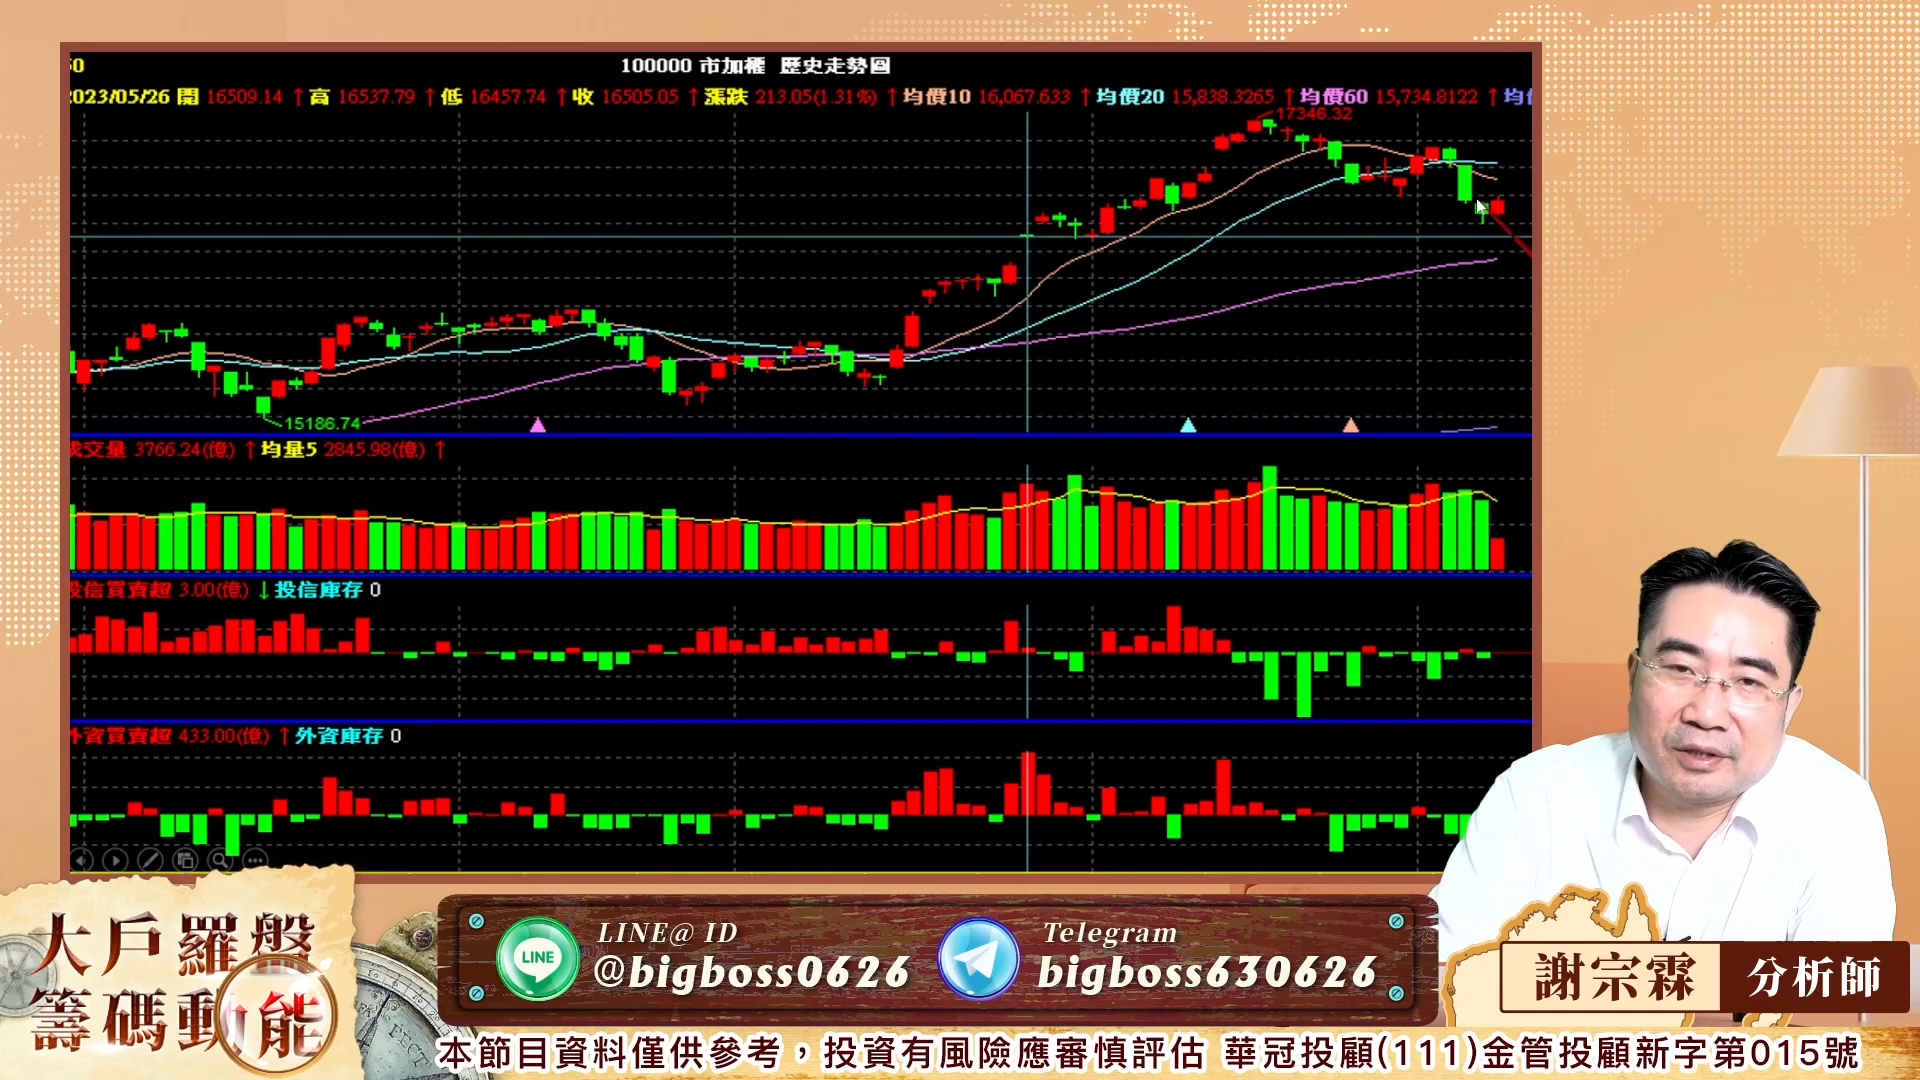 100000 市加權 歷史走勢圖
2023/05/26 開 16509.14 ↑ 高 16537.79 ↑ 低 16457.74 ↑ 收 16505.05 ↑ 漲跌 213.05(1.31%) ↑ 均價10 16,067.633 ↑ 均價20 15,838.3265 ↑ 均價60 15,734.8122 ↑ 均價
17346.32
15186.74
成交量 3766.24(億) ↑ 均量5 2845.98(億) ↑
投信買賣超 3.00(億) ↓ 投信庫存 0
外資買賣超 433.00(億) ↑ 外資庫存 0
大戶羅盤
籌碼動能
LINE
LINE@ ID
@bigboss0626
Telegram
bigboss630626
謝宗霖 分析師
本節目資料僅供參考，投資有風險應審慎評估 華冠投顧(111)金管投顧新字第015號